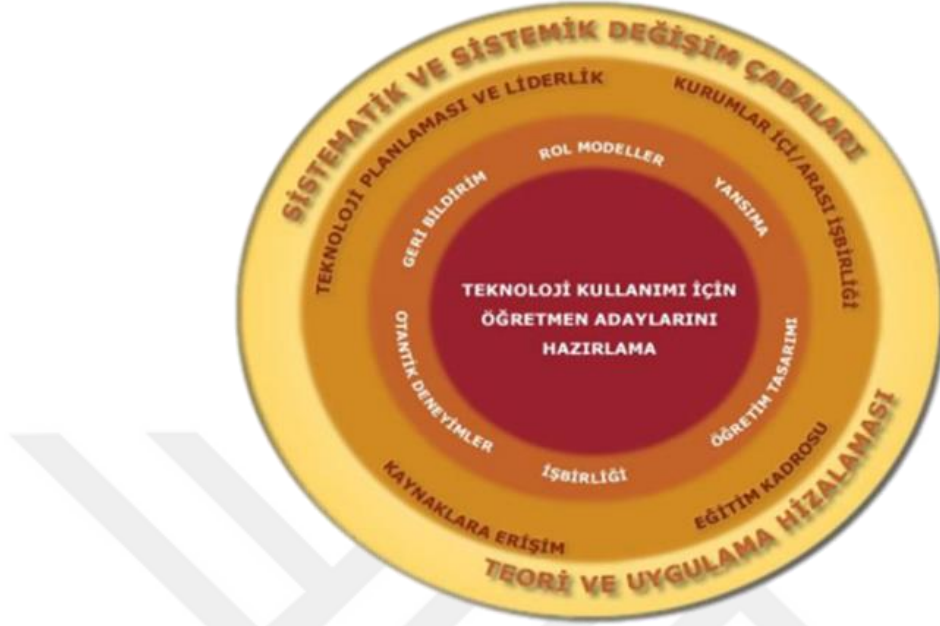 SİSTEMATİK VE SİSTEMİK DEĞİŞİM ÇABALARI
TEKNOLOJİ PLANLAMASI VE LİDERLİK
KURUMLAR İÇİ/ARASI İŞBİRLİĞİ
ROL MODELLER
GERİ BİLDİRİM
YANSIMA
TEKNOLOJİ KULLANIMI İÇİN
ÖĞRETMEN ADAYLARINI
HAZIRLAMA
OTANTİK DENEYİMLER
ÖĞRETİM TASARIMI
İŞBİRLİĞİ
KAYNAKLARA ERİŞİM
EĞİTİM KADROSU
TEORİ VE UYGULAMA HİZALAMASI